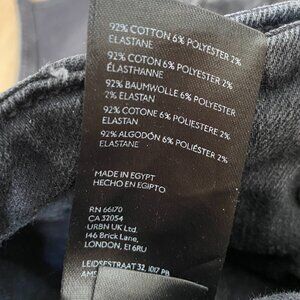 92% COTTON 6% POLYESTER 2%
ELASTANE
92% COTON 6% POLYESTER 2%
ÉLASTHANNE
92% BAUMWOLLE 6% POLYESTER
2% ELASTAN
92% COTONE 6% POLIESTERE 2%
ELASTANE
92% ALGODÓN 6% POLIÉSTER 2%
ELASTANE
MADE IN EGYPT
HECHO EN EGIPTO
RN 66170
CA 32054
URBN UK Ltd.
146 Brick Lane,
LONDON, E1 6RU
LEIDSESTRAAT 32, 1017 PB